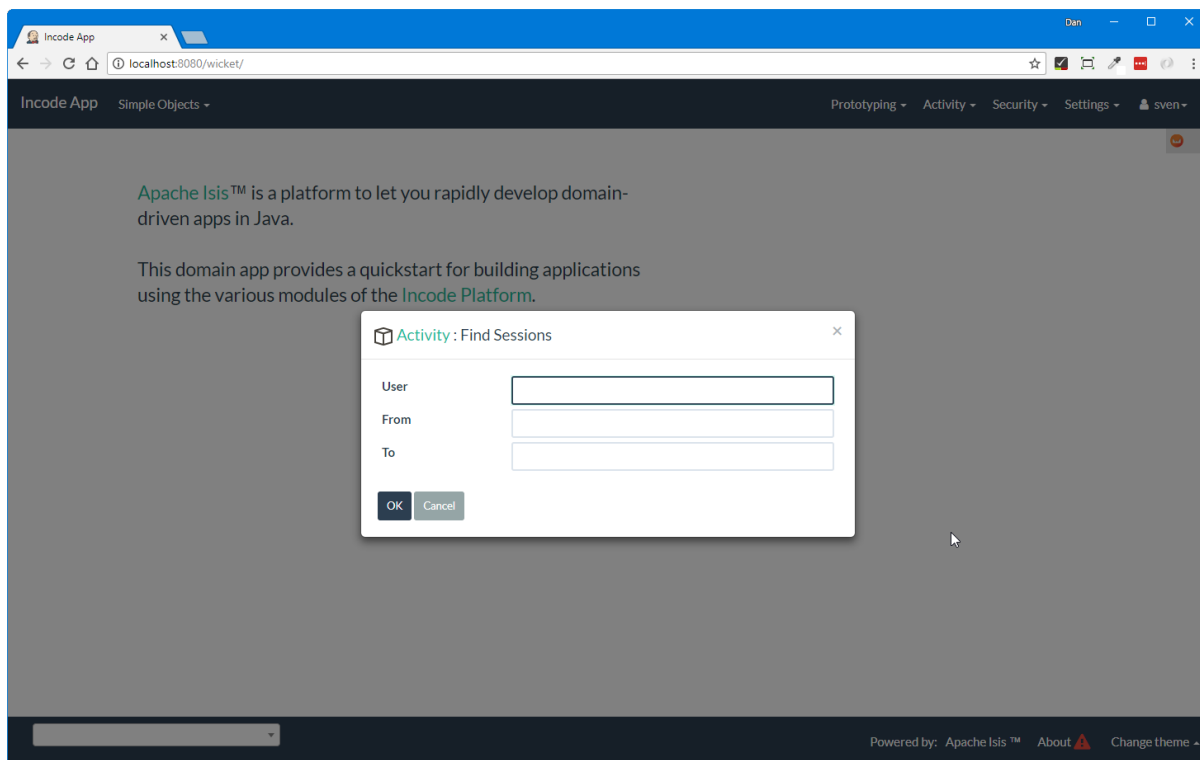 Dan
Incode App
localhost:8080/wicket/
Incode App Simple Objects Prototyping Activity Security Settings sven
Apache Isis™ is a platform to let you rapidly develop domain-
driven apps in Java.
This domain app provides a quickstart for building applications
using the various modules of the Incode Platform.
Activity : Find Sessions
User
From
To
OK Cancel
Powered by: Apache Isis ™ About Change theme